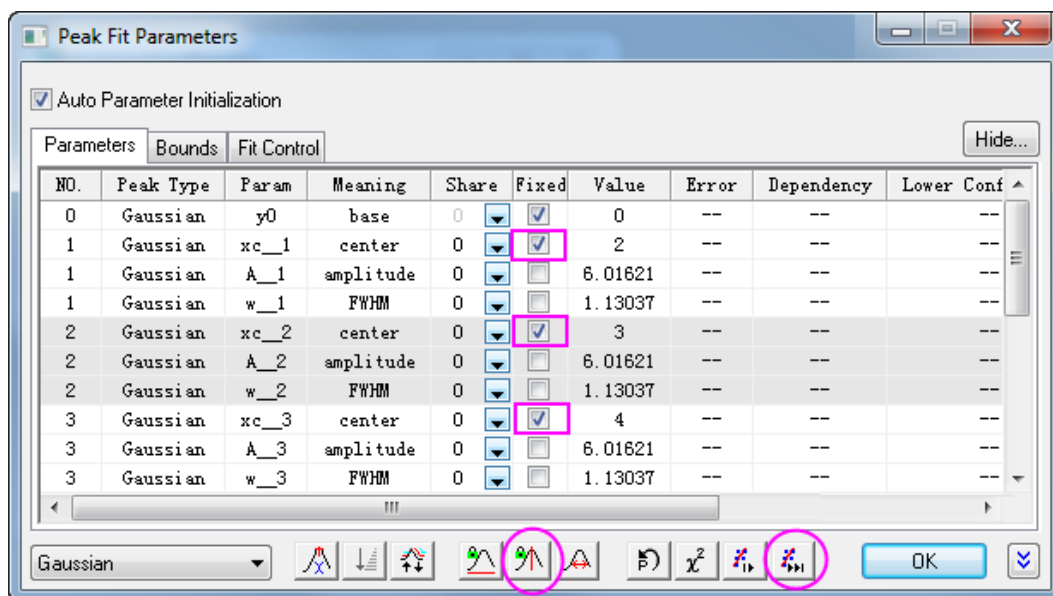 Peak Fit Parameters
Auto Parameter Initialization
Parameters Bounds Fit Control Hide...
NO. Peak Type Param Meaning Share Fixed Value Error Dependency Lower Conf
0 Gaussian y0 base 0 0 -- -- --
1 Gaussian xc__1 center 0 2 -- -- --
1 Gaussian A__1 amplitude 0 6.01621 -- -- --
1 Gaussian w__1 FWHM 0 1.13037 -- -- --
2 Gaussian xc__2 center 0 3 -- -- --
2 Gaussian A__2 amplitude 0 6.01621 -- -- --
2 Gaussian w__2 FWHM 0 1.13037 -- -- --
3 Gaussian xc__3 center 0 4 -- -- --
3 Gaussian A__3 amplitude 0 6.01621 -- -- --
3 Gaussian w__3 FWHM 0 1.13037 -- -- --
Gaussian χ² OK